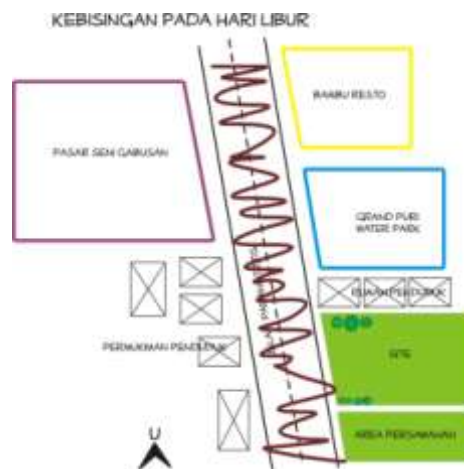 KEBISINGAN PADA HARI LIBUR
BAMBU RESTO
PASAR SENI GABUSAN
GRAND PURI
WATER PARK
RUMAH PENDUDUK
PERMUKIMAN PENDUDUK
SITE
AREA PERSAWAHAN
U